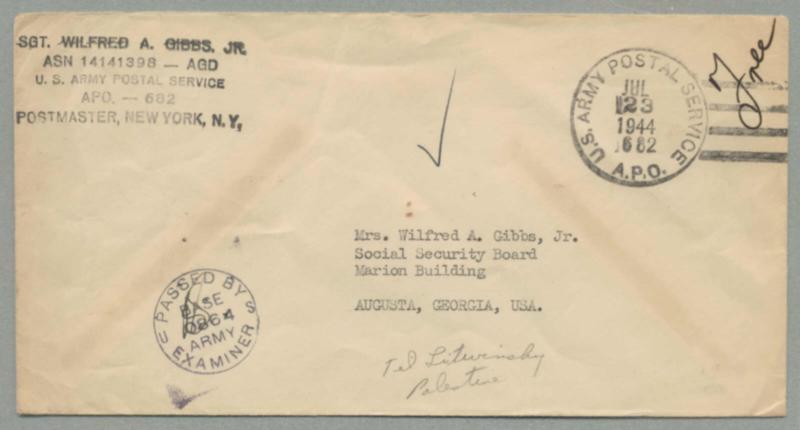 SGT. WILFRED A. GIBBS, JR.
ASN 14141398 — AGD
U. S. ARMY POSTAL SERVICE
APO. — 682
POSTMASTER, NEW YORK, N. Y.,
U.S. ARMY POSTAL SERVICE
JUL
23
1944
682
A.P.O.
Free
Mrs. Wilfred A. Gibbs, Jr.
Social Security Board
Marion Building
AUGUSTA, GEORGIA, USA.
PASSED BY
BASE
0864
ARMY
EXAMINER
U S
Tel Litwinsky
Palestine